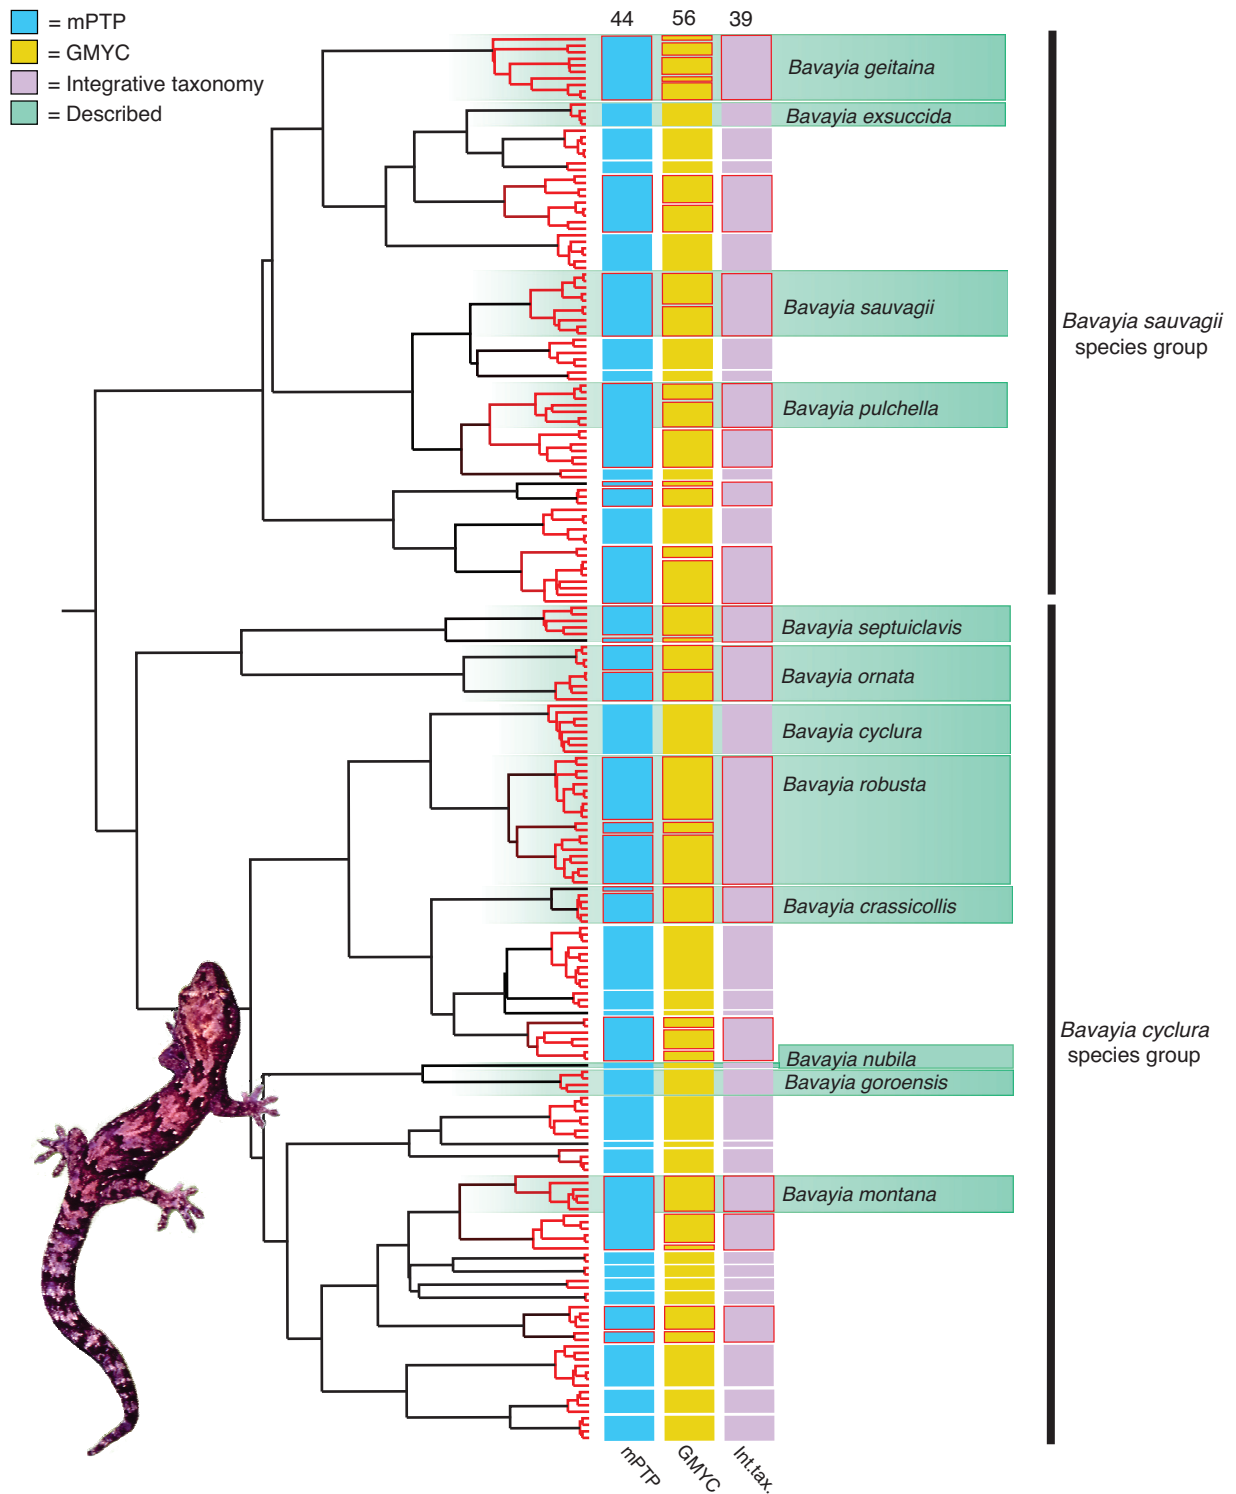 = mPTP
= GMYC
= Integrative taxonomy
= Described
44 56 39
Bavayia geitaina
Bavayia exsuccida
Bavayia sauvagii
Bavayia pulchella
Bavayia sauvagii
species group
Bavayia septuiclavis
Bavayia ornata
Bavayia cyclura
Bavayia robusta
Bavayia crassicollis
Bavayia nubila
Bavayia goroensis
Bavayia montana
Bavayia cyclura
species group
mPTP
GMYC
Int.tax.